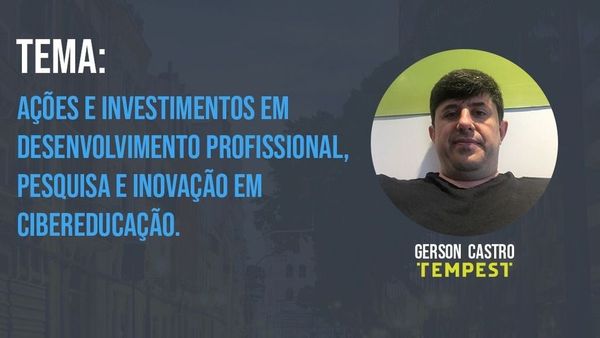 TEMA:
AÇÕES E INVESTIMENTOS EM
DESENVOLVIMENTO PROFISSIONAL,
PESQUISA E INOVAÇÃO EM
CIBEREDUCAÇÃO.
GERSON CASTRO
TEMPEST